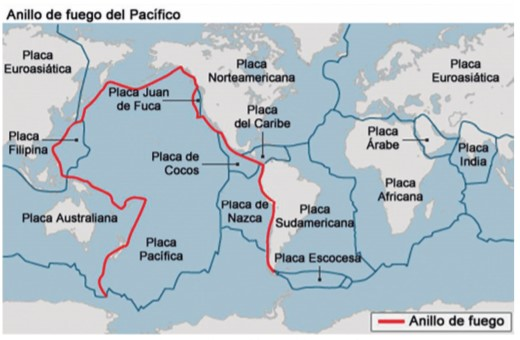 Anillo de fuego del Pacífico
Placa
Euroasiática
Placa
Norteamericana
Placa
Euroasiática
Placa Juan
de Fuca
Placa
del Caribe
Placa
Filipina
Placa
Árabe
Placa
India
Placa de
Cocos
Placa
Africana
Placa Australiana
Placa de
Nazca
Placa
Sudamericana
Placa
Pacífica
Placa Escocesa
Anillo de fuego